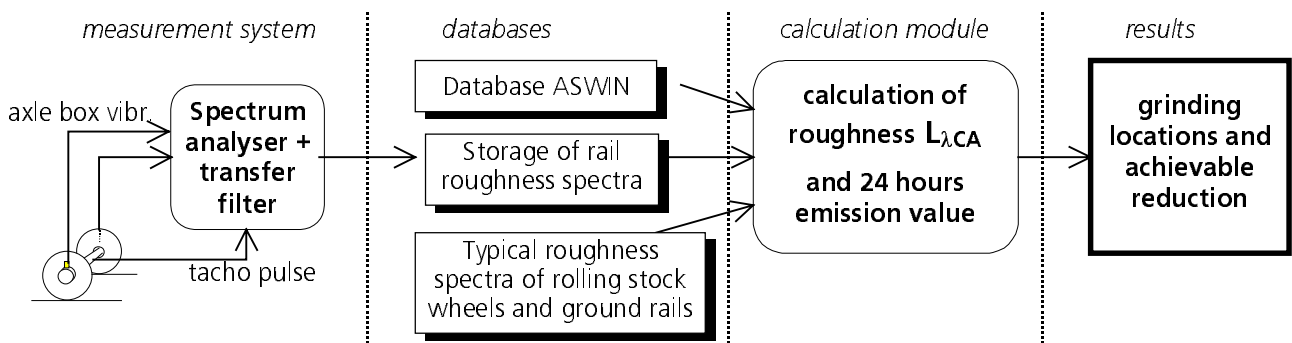 measurement system
axle box vibr.
Spectrum
analyser +
transfer
filter
tacho pulse
databases
Database ASWIN
Storage of rail
roughness spectra
Typical roughness
spectra of rolling stock
wheels and ground rails
calculation module
calculation of
roughness LλCA
and 24 hours
emission value
results
grinding
locations and
achievable
reduction